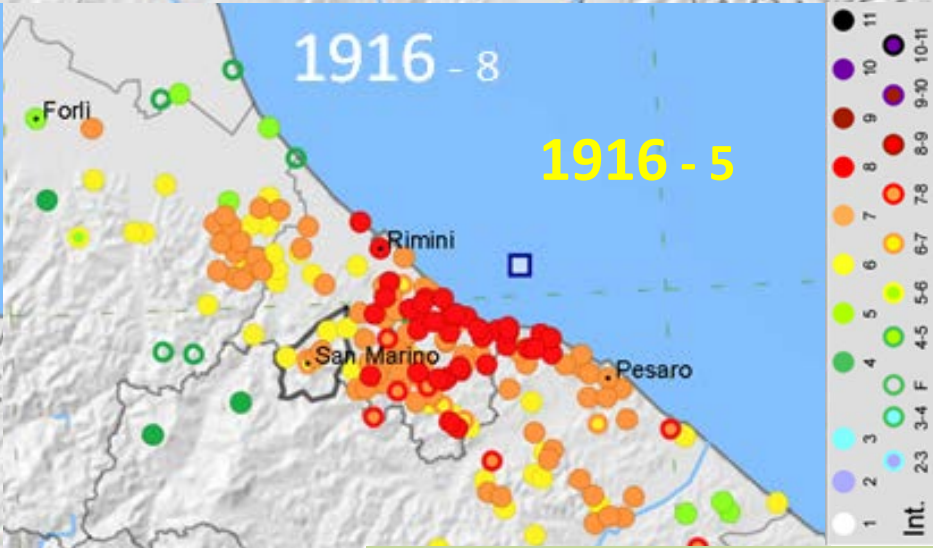 1916 - 8
1916 - 5
Forlì
Rimini
San Marino
Pesaro
11
10
9
8
7
6
5
4
3
2
1
10-11
9-10
8-9
7-8
6-7
5-6
4-5
F
3-4
2-3
Int.